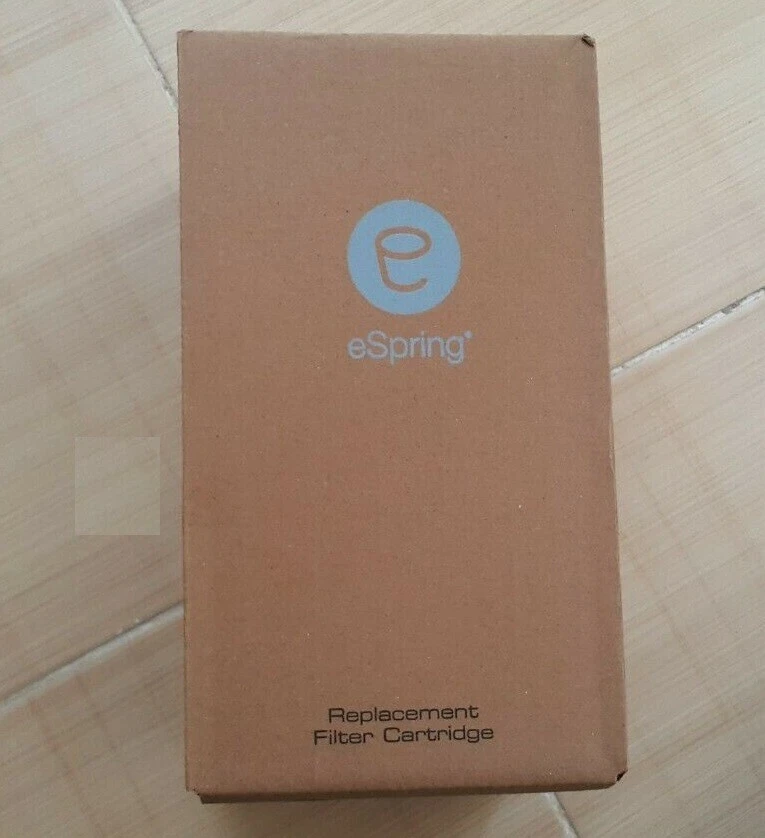 eSpring®
Replacement
Filter Cartridge